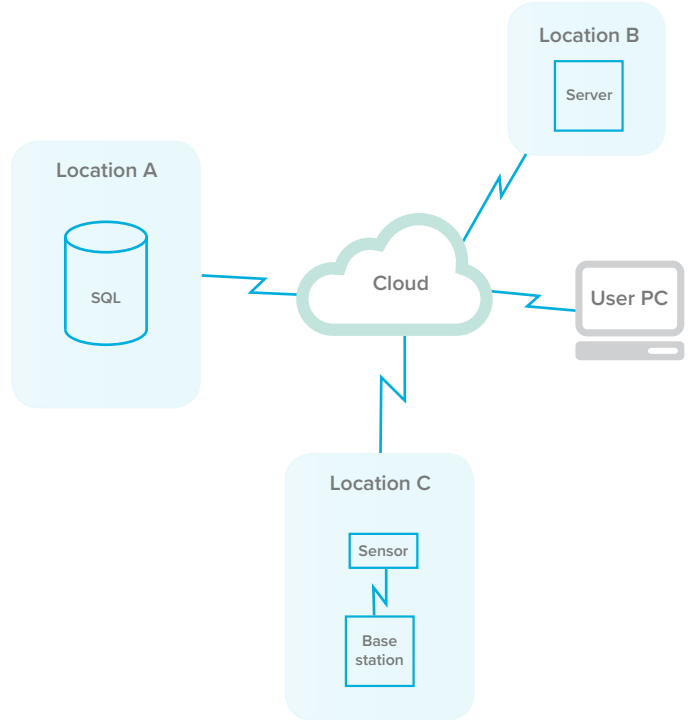 Location B
Server
Location A
SQL
Cloud
User PC
Location C
Sensor
Base
station